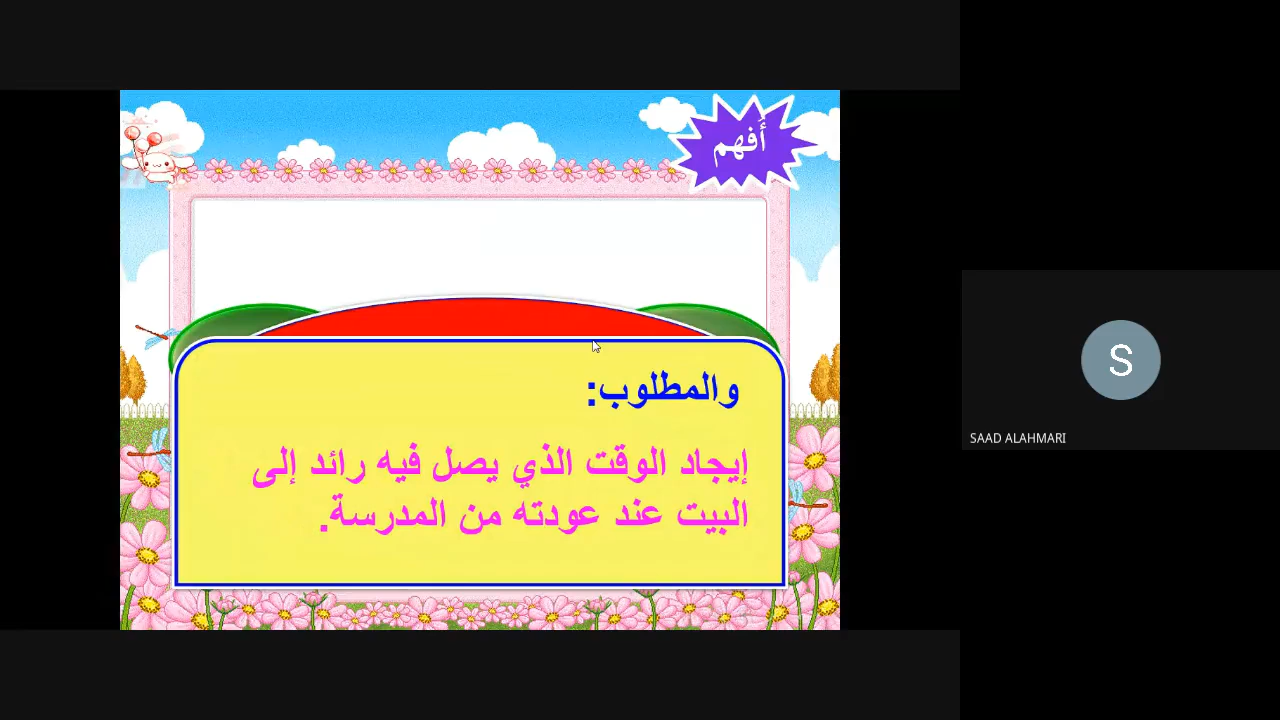 أفهم
والمطلوب:
إيجاد الوقت الذي يصل فيه رائد إلى
البيت عند عودته من المدرسة.
S
SAAD ALAHMARI